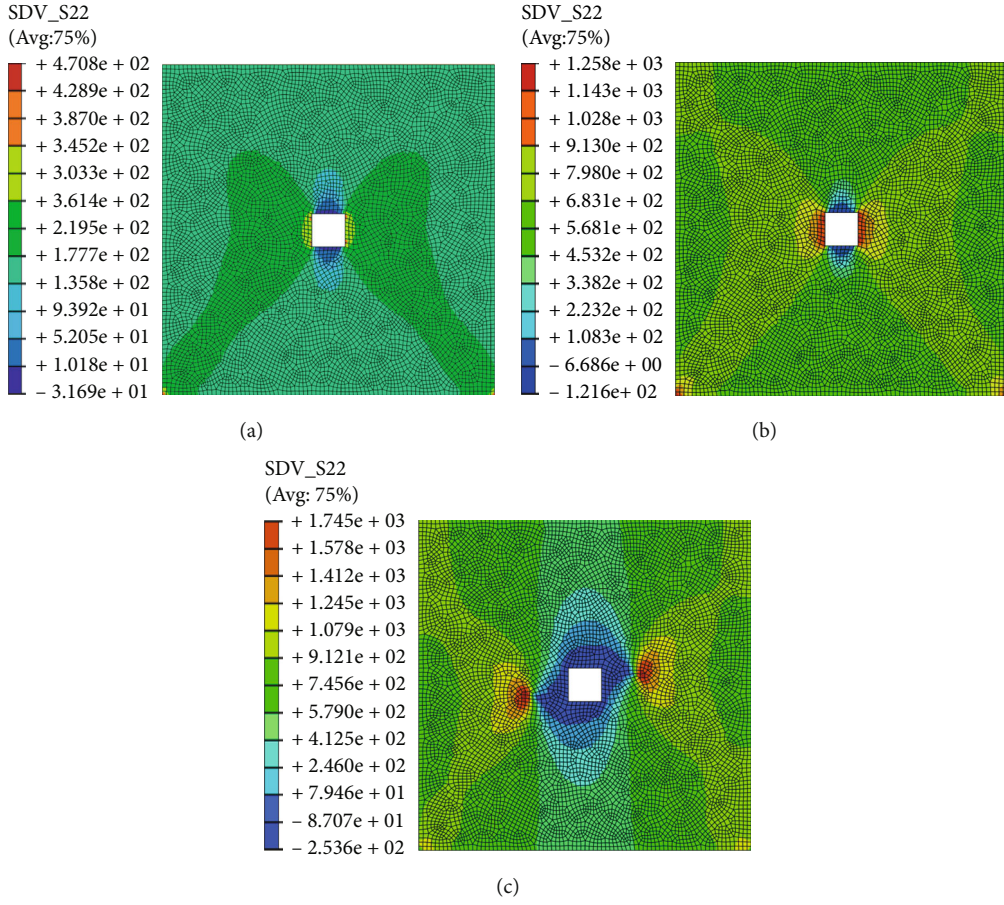 SDV_S22
(Avg:75%)
+ 4.708e + 02
+ 4.289e + 02
+ 3.870e + 02
+ 3.452e + 02
+ 3.033e + 02
+ 3.614e + 02
+ 2.195e + 02
+ 1.777e + 02
+ 1.358e + 02
+ 9.392e + 01
+ 5.205e + 01
+ 1.018e + 01
– 3.169e + 01
(a)
SDV_S22
(Avg:75%)
+ 1.258e + 03
+ 1.143e + 03
+ 1.028e + 03
+ 9.130e + 02
+ 7.980e + 02
+ 6.831e + 02
+ 5.681e + 02
+ 4.532e + 02
+ 3.382e + 02
+ 2.232e + 02
+ 1.083e + 02
– 6.686e + 00
– 1.216e+ 02
(b)
SDV_S22
(Avg: 75%)
+ 1.745e + 03
+ 1.578e + 03
+ 1.412e + 03
+ 1.245e + 03
+ 1.079e + 03
+ 9.121e + 02
+ 7.456e + 02
+ 5.790e + 02
+ 4.125e + 02
+ 2.460e + 02
+ 7.946e + 01
– 8.707e + 01
– 2.536e + 02
(c)